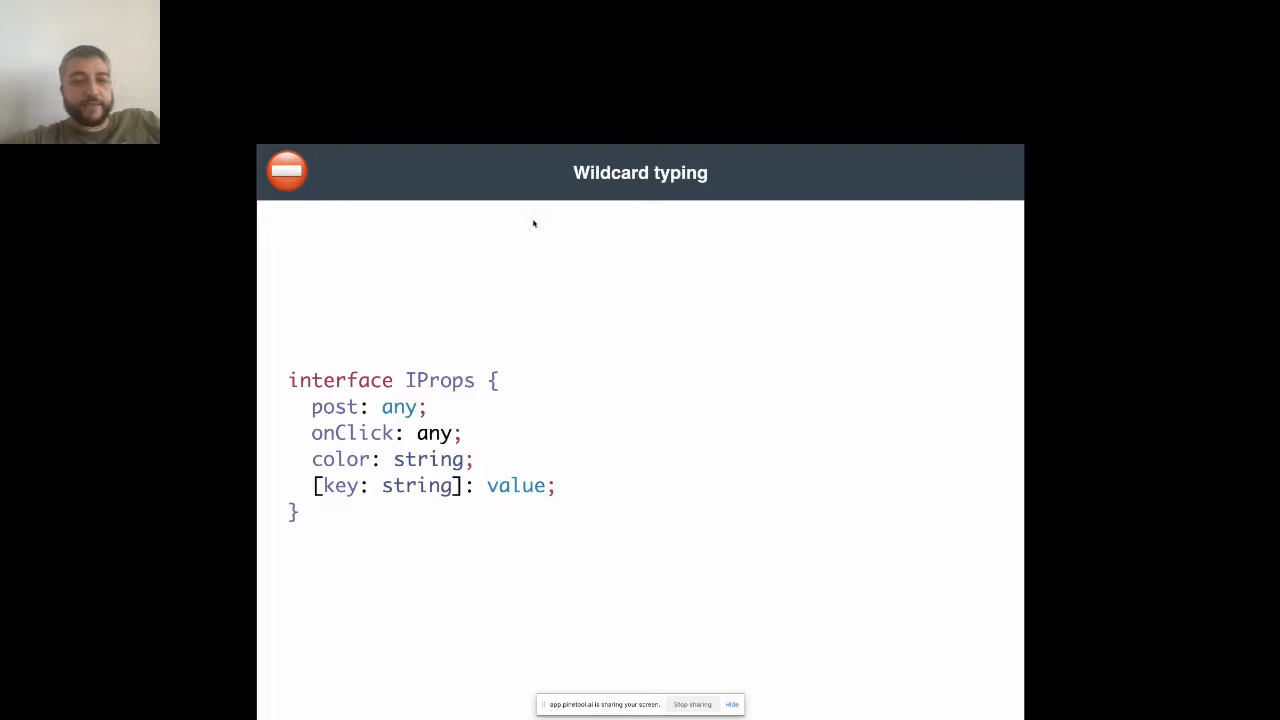 Wildcard typing
interface IProps {
post: any;
onClick: any;
color: string;
[key: string]: value;
}
app.pinetool.ai is sharing your screen. Stop sharing Hide